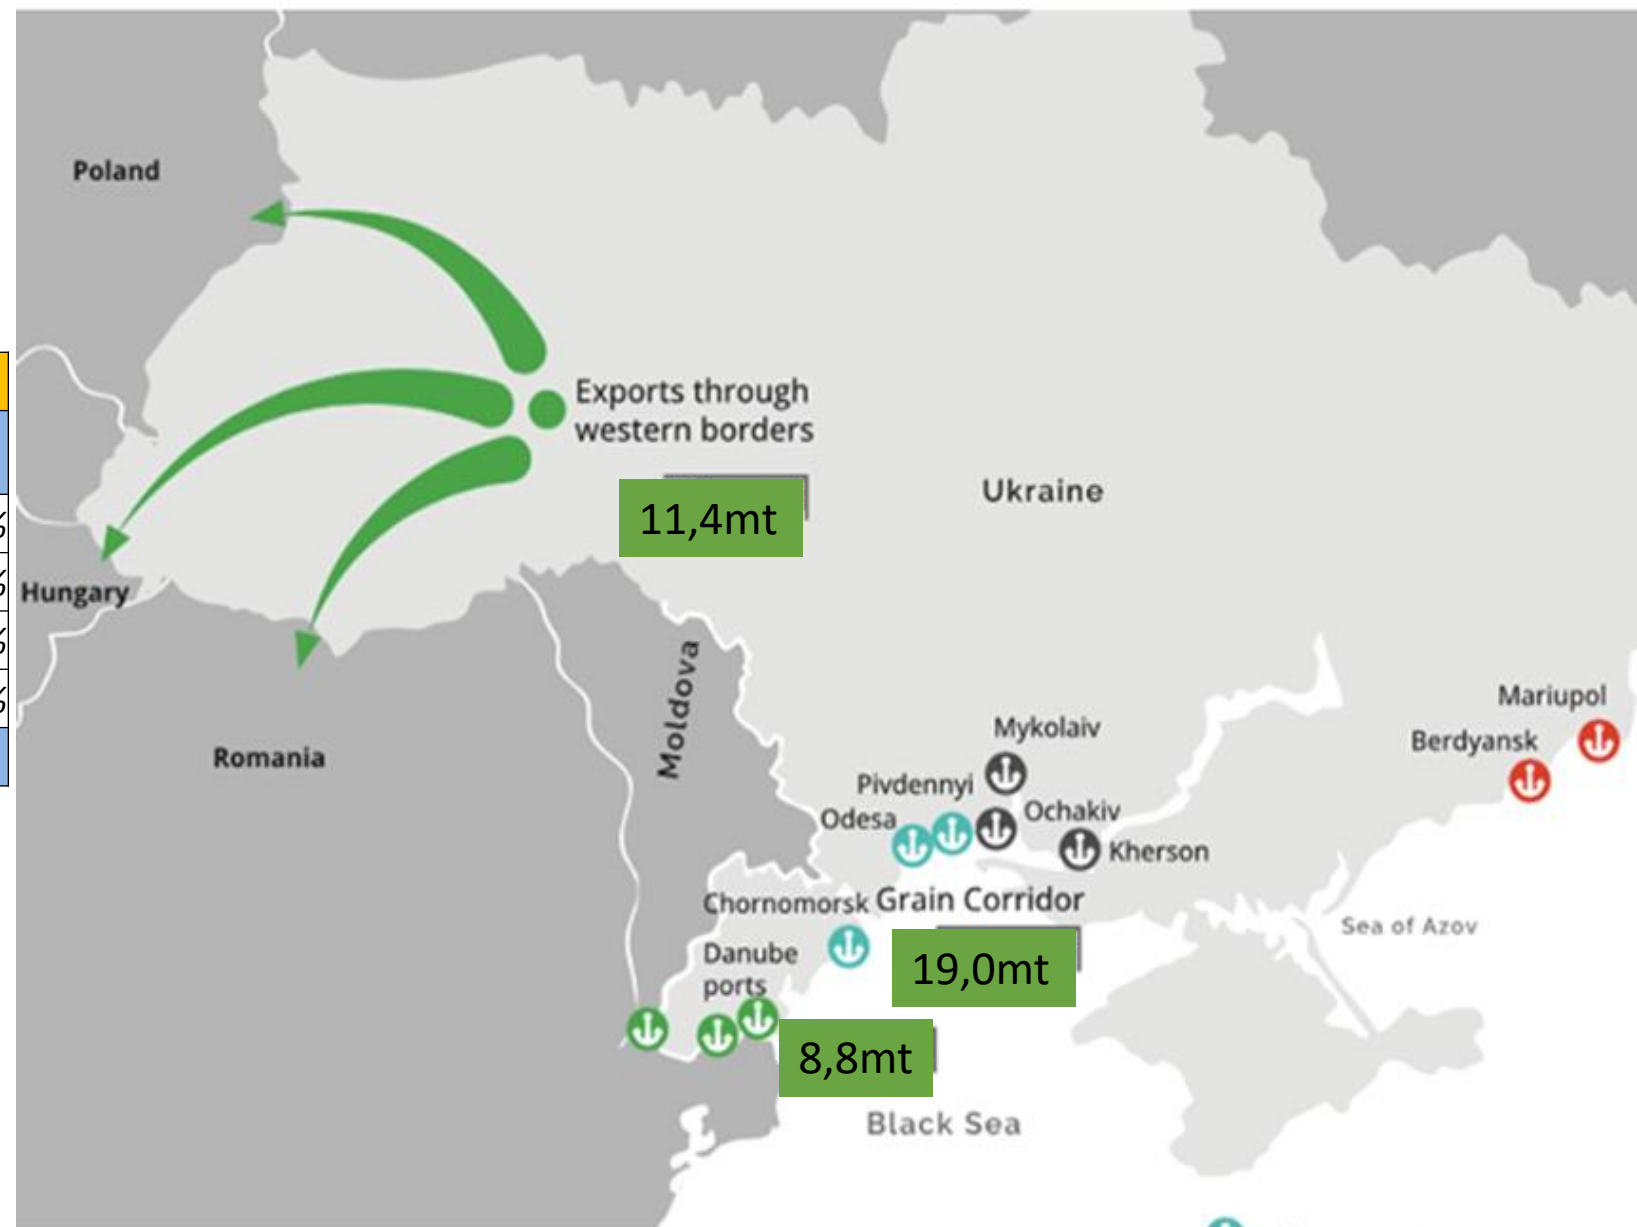 Poland
Exports through
western borders
Ukraine
11,4mt
Hungary
Moldova
Mariupol
Mykolaiv
Berdyansk
Romania
Pivdennyi
Ochakiv
Odesa
Kherson
Chornomorsk
Grain Corridor
Sea of Azov
Danube
ports
19,0mt
8,8mt
Black Sea